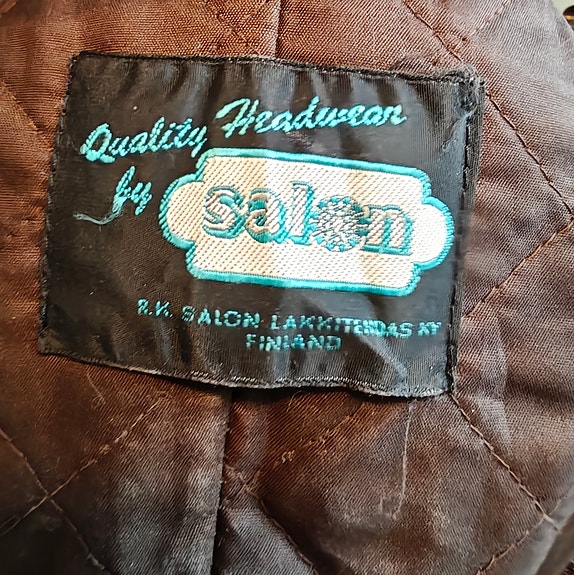 Quality Headwear
by
salon
R.K. SALON LAKKITEHDAS KY
FINLAND